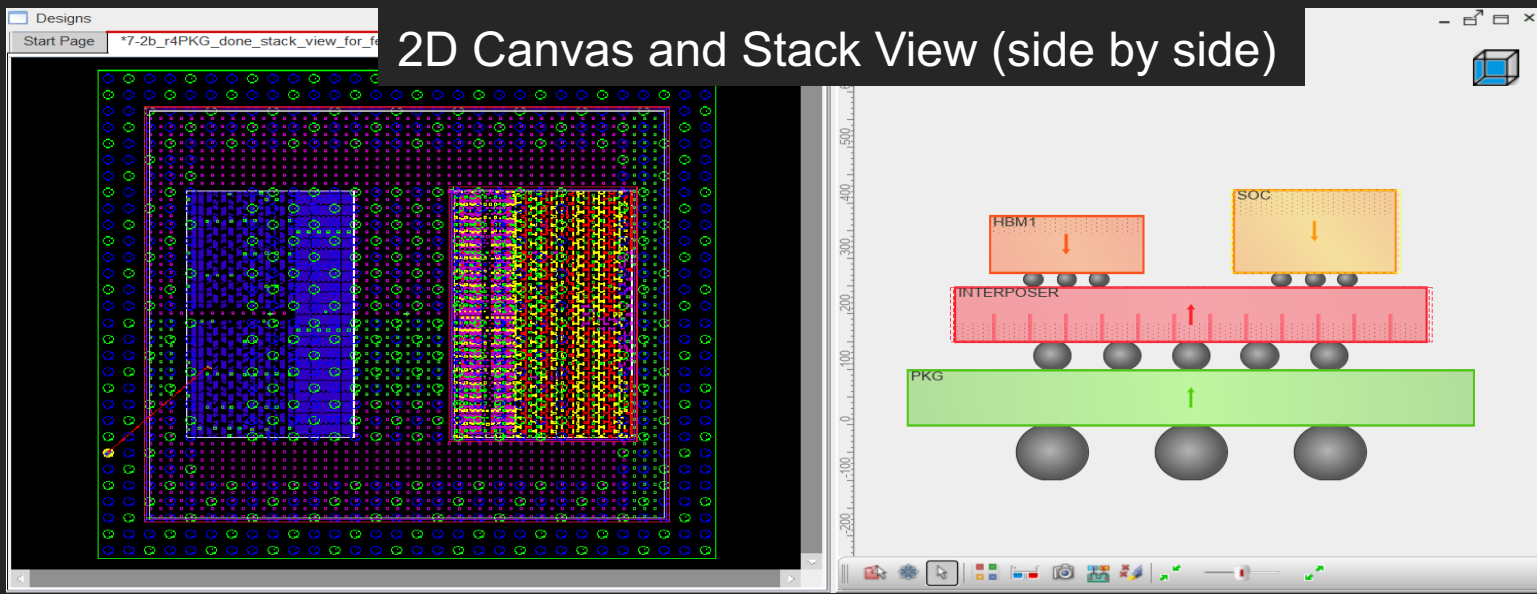 Designs
Start Page
*7-2b_r4PKG_done_stack_view_for_fe
2D Canvas and Stack View (side by side)
500
400
300
200
100
0
-100
-200
HBM1
SOC
INTERPOSER
PKG